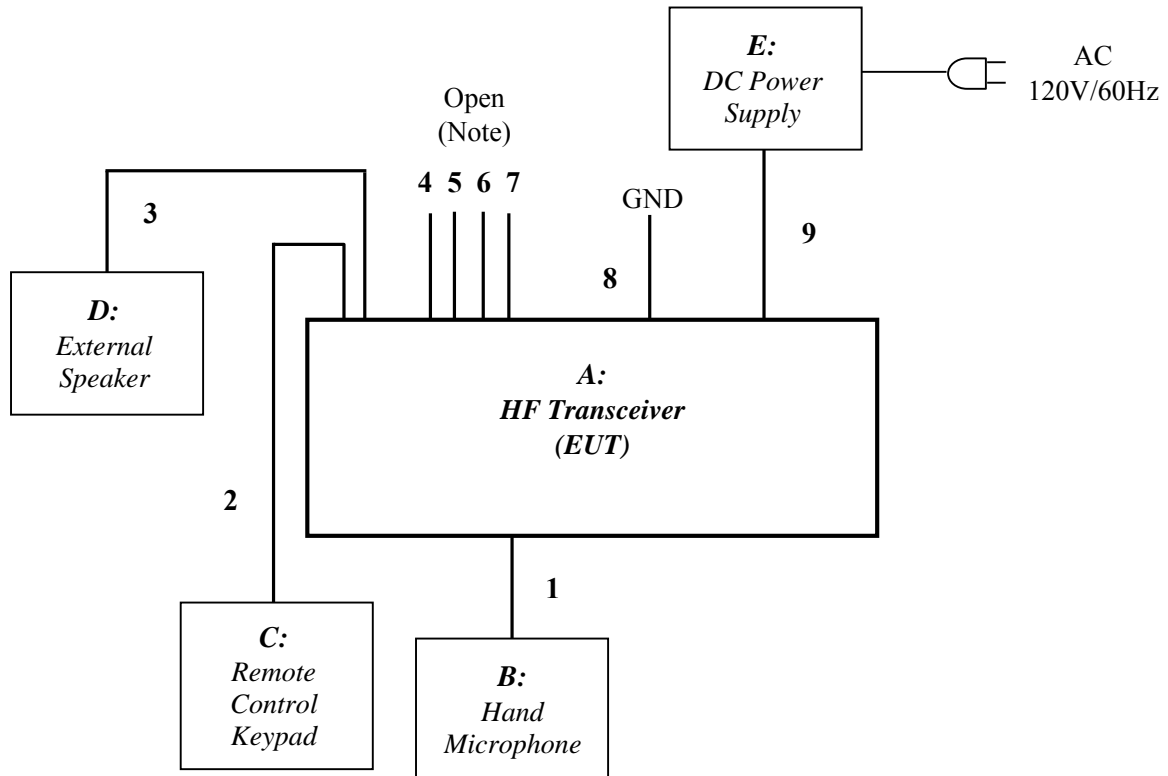 E:
DC Power
Supply
AC
120V/60Hz
Open
(Note)
4 5 6 7
GND
3
9
8
D:
External
Speaker
A:
HF Transceiver
(EUT)
2
1
C:
Remote
Control
Keypad
B:
Hand
Microphone